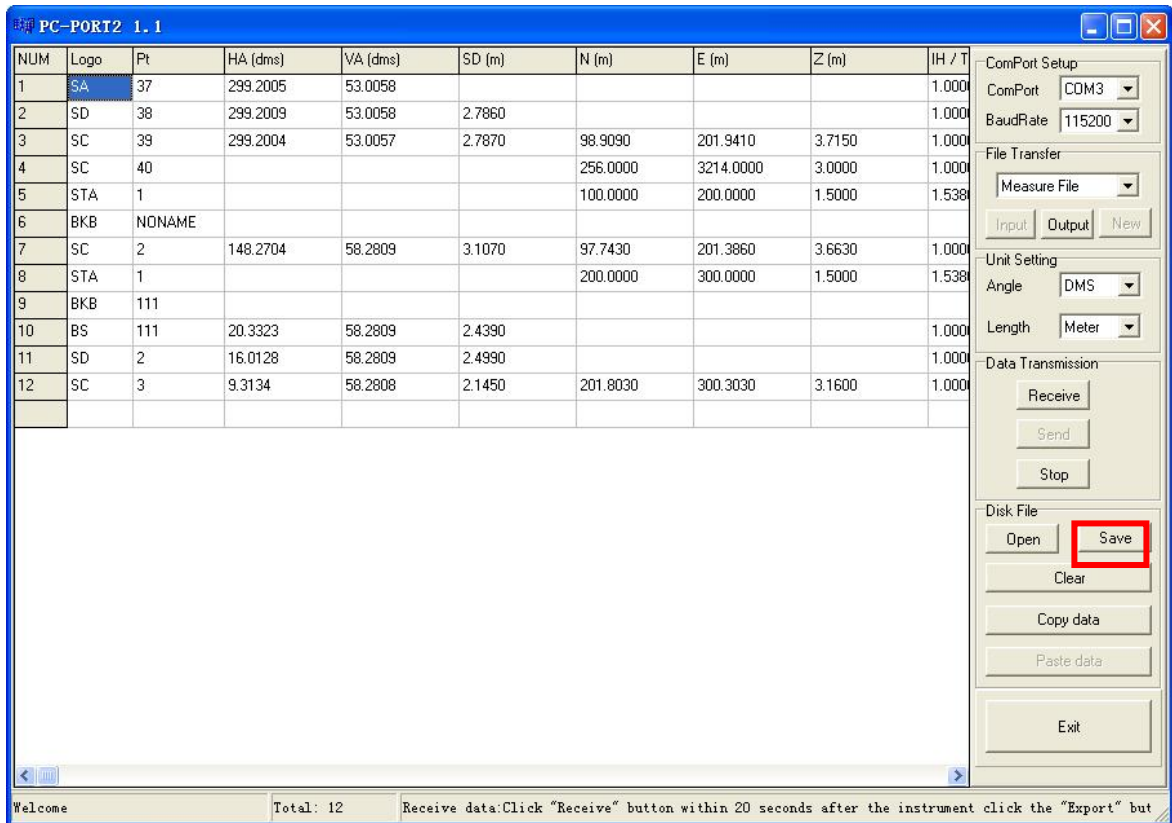 PC-PORT2 1.1
NUM Logo Pt HA (dms) VA (dms) SD (m) N (m) E (m) Z (m) IH / T
1 SA 37 299.2005 53.0058 1.000
2 SD 38 299.2009 53.0058 2.7860 1.000
3 SC 39 299.2004 53.0057 2.7870 98.9090 201.9410 3.7150 1.000
4 SC 40 256.0000 3214.0000 3.0000 1.000
5 STA 1 100.0000 200.0000 1.5000 1.538
6 BKB NONAME
7 SC 2 148.2704 58.2809 3.1070 97.7430 201.3860 3.6630 1.000
8 STA 1 200.0000 300.0000 1.5000 1.538
9 BKB 111
10 BS 111 20.3323 58.2809 2.4390 1.000
11 SD 2 16.0128 58.2809 2.4990 1.000
12 SC 3 9.3134 58.2808 2.1450 201.8030 300.3030 3.1600 1.000
ComPort Setup
ComPort COM3
BaudRate 115200
File Transfer
Measure File
Input Output New
Unit Setting
Angle DMS
Length Meter
Data Transmission
Receive
Send
Stop
Disk File
Open Save
Clear
Copy data
Paste data
Exit
Welcome Total: 12 Receive data:Click "Receive" button within 20 seconds after the instrument click the "Export" but